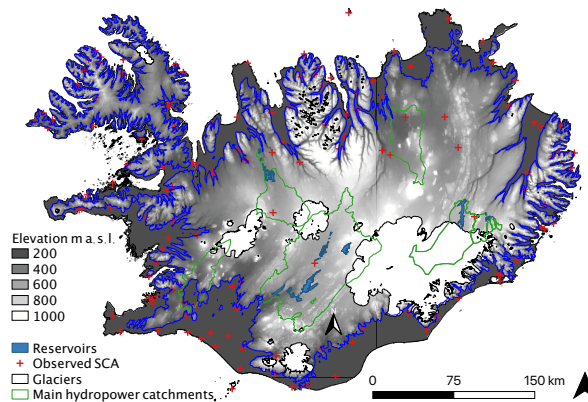 Elevation m a. s. l.
200
400
600
800
1000
Reservoirs
Observed SCA
Glaciers
Main hydropower catchments
0 75 150 km